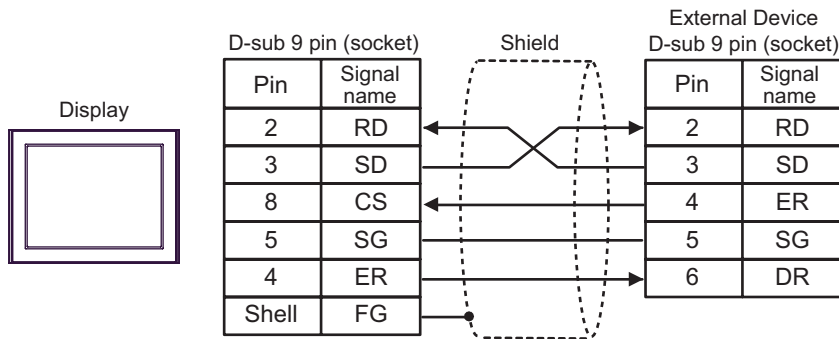 External Device
D-sub 9 pin (socket) Shield D-sub 9 pin (socket)
Display
Pin Signal name Pin Signal name
2 RD 2 RD
3 SD 3 SD
8 CS 4 ER
5 SG 5 SG
4 ER 6 DR
Shell FG